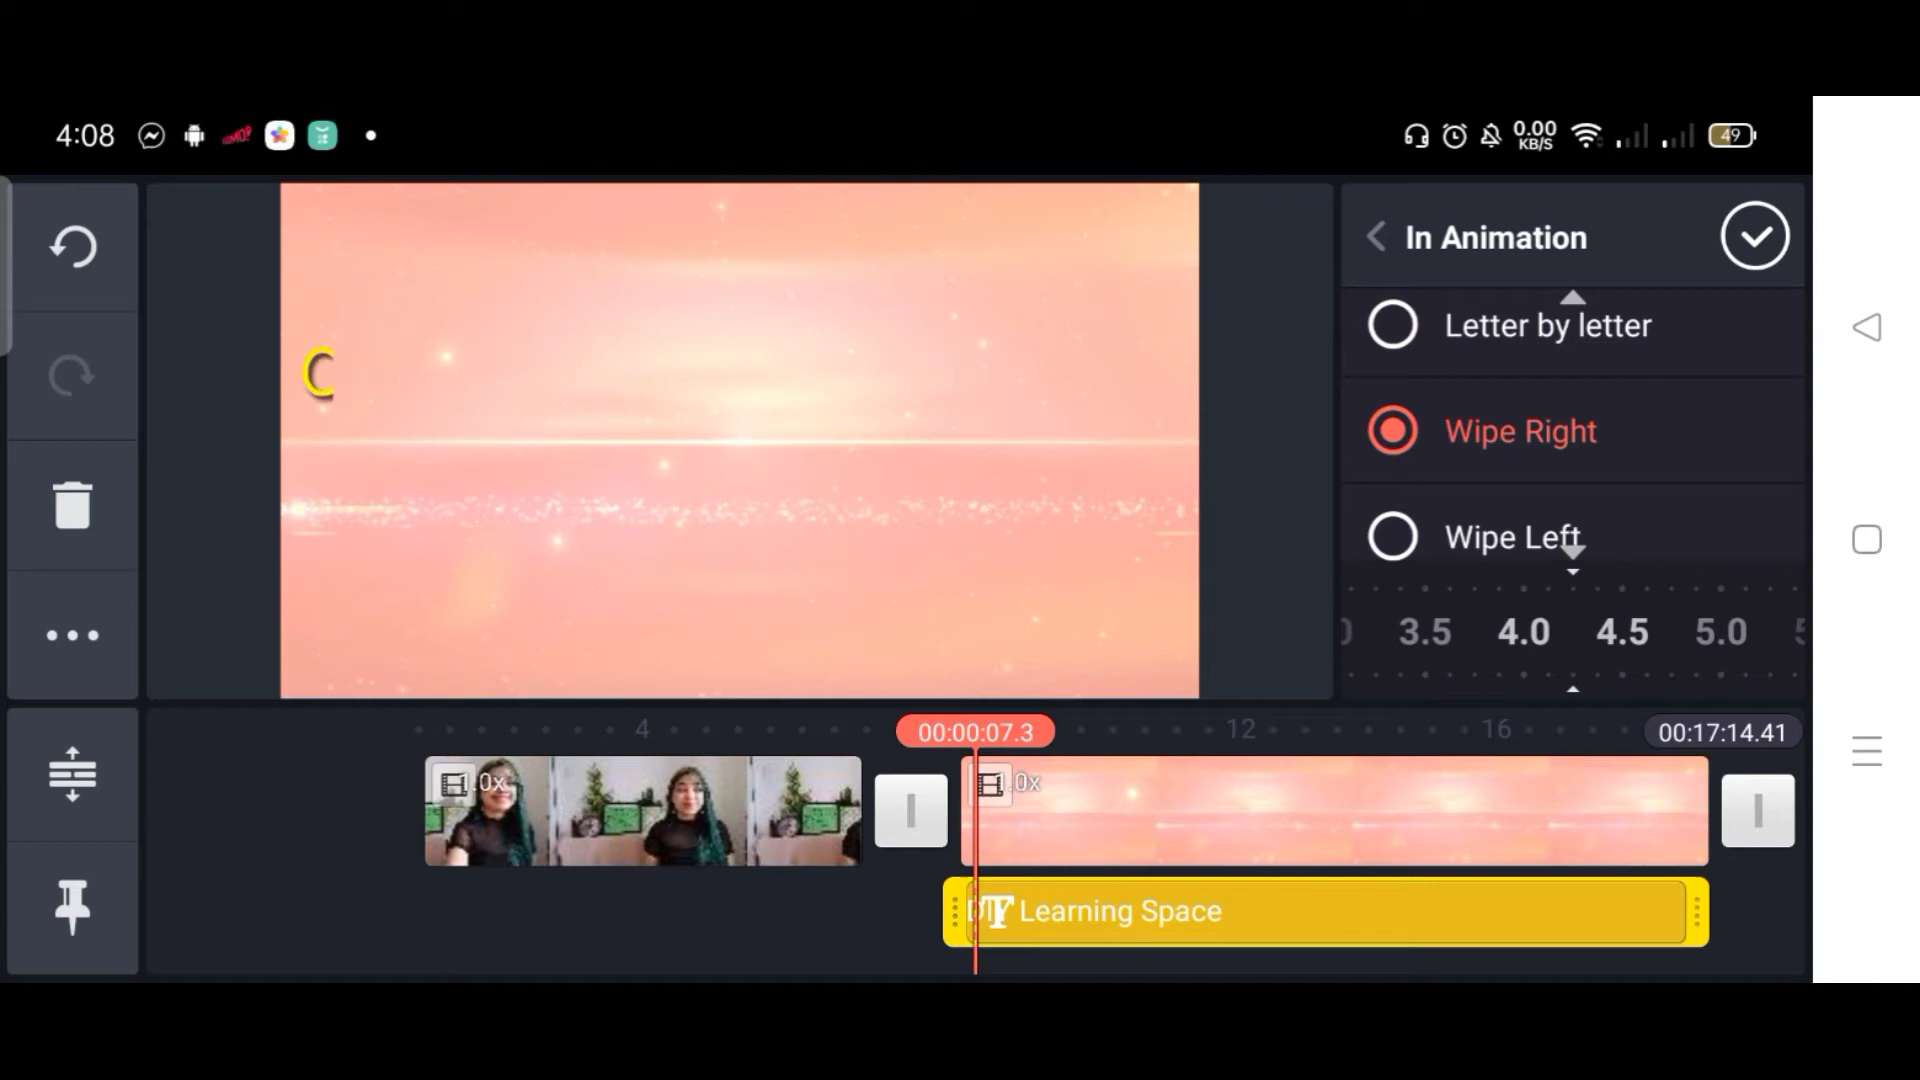 4:08
0.00
KB/S
49
In Animation
Letter by letter
Wipe Right
Wipe Left
3.5 4.0 4.5 5.0
C
4 00:00:07.3 12 16 00:17:14.41
.0x .0x
DIY Learning Space